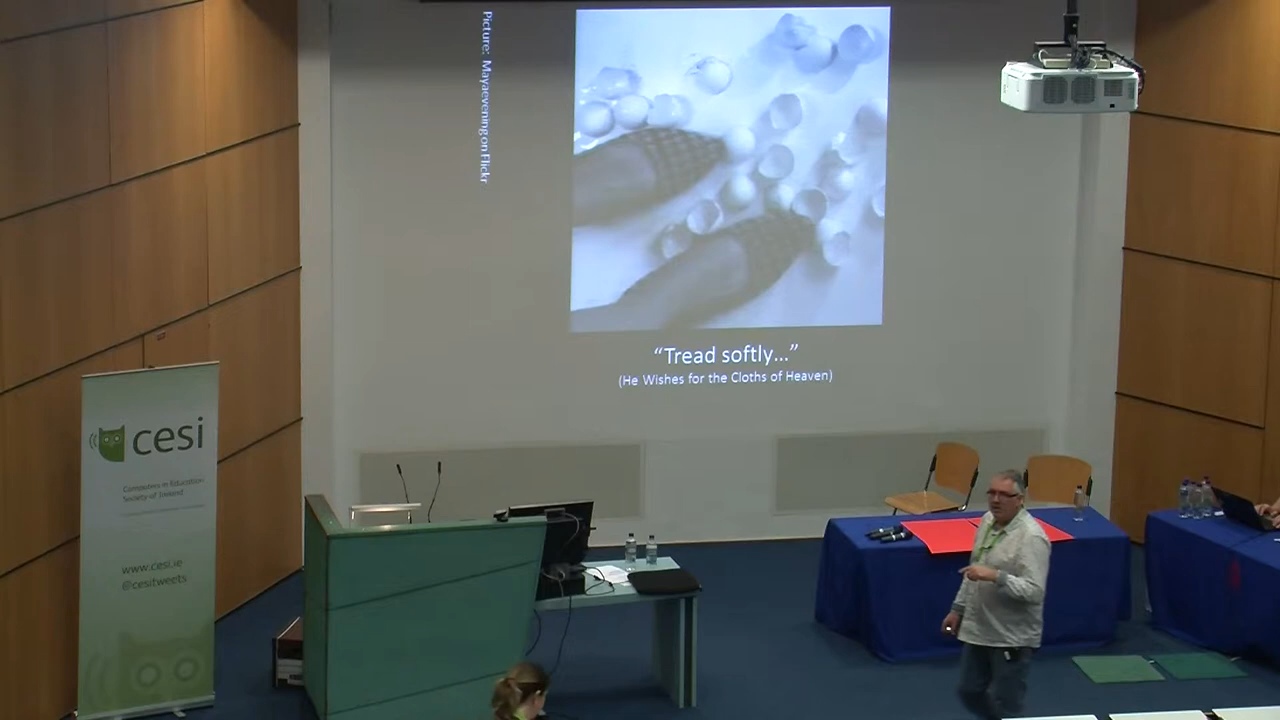 Picture: Mayaevening on Flickr
“Tread softly...”
(He Wishes for the Cloths of Heaven)
cesi
Computers in Education
Society of Ireland
www.cesi.ie
@cesitweets